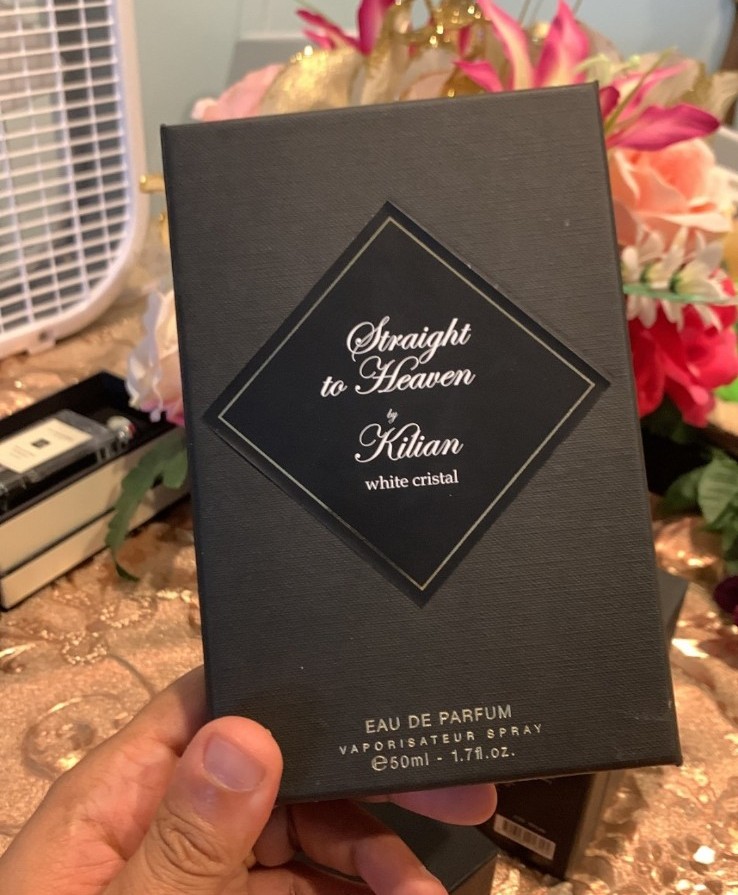 Straight
to Heaven
by
Kilian
white cristal
EAU DE PARFUM
VAPORISATEUR SPRAY
℮50ml - 1.7fl.oz.